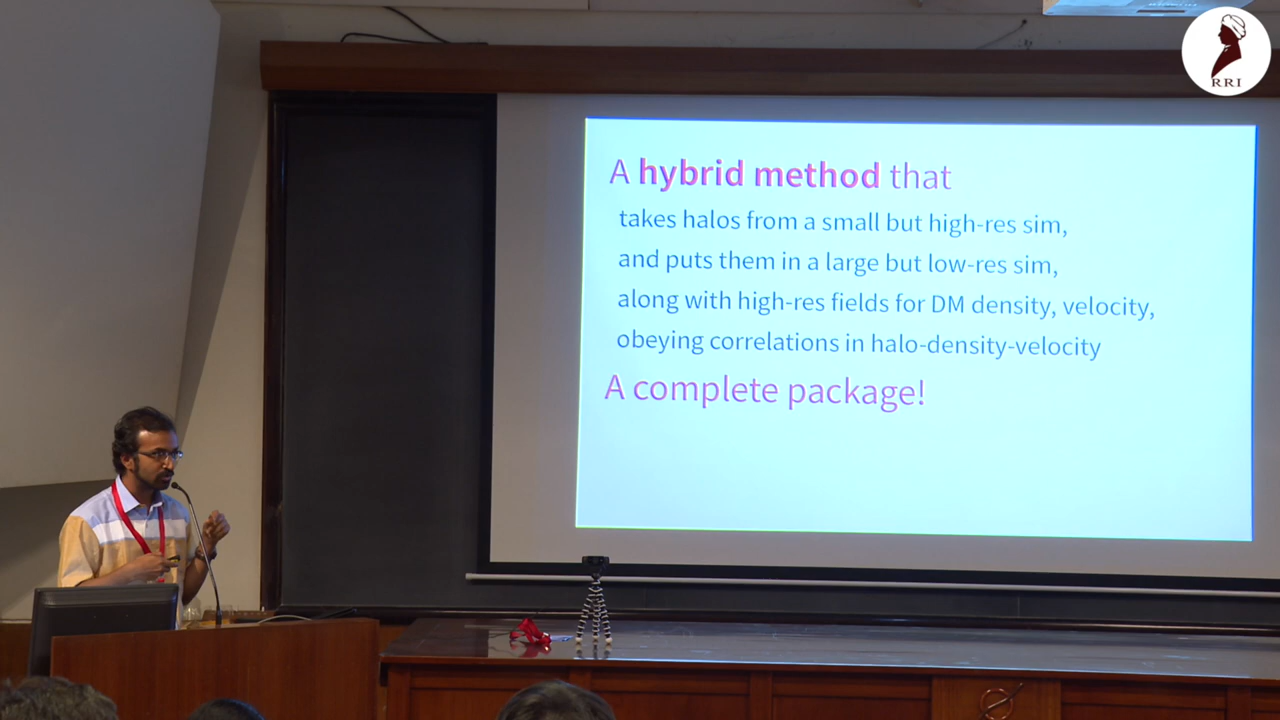 RRI
A hybrid method that
takes halos from a small but high-res sim,
and puts them in a large but low-res sim,
along with high-res fields for DM density, velocity,
obeying correlations in halo-density-velocity
A complete package!